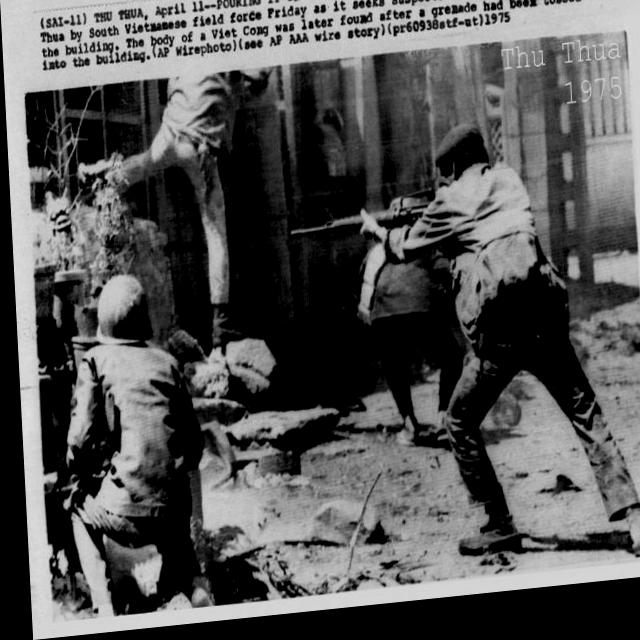 (SAI-11) THU THUA, April 11--POURING
Thua by South Vietnamese field force Friday as it seeks
the building. The body of a Viet Cong was later found after a grenade had been
into the building.(AP Wirephoto)(see AP AAA wire story)(pr60938stf-ut)1975
Thu Thua
1975